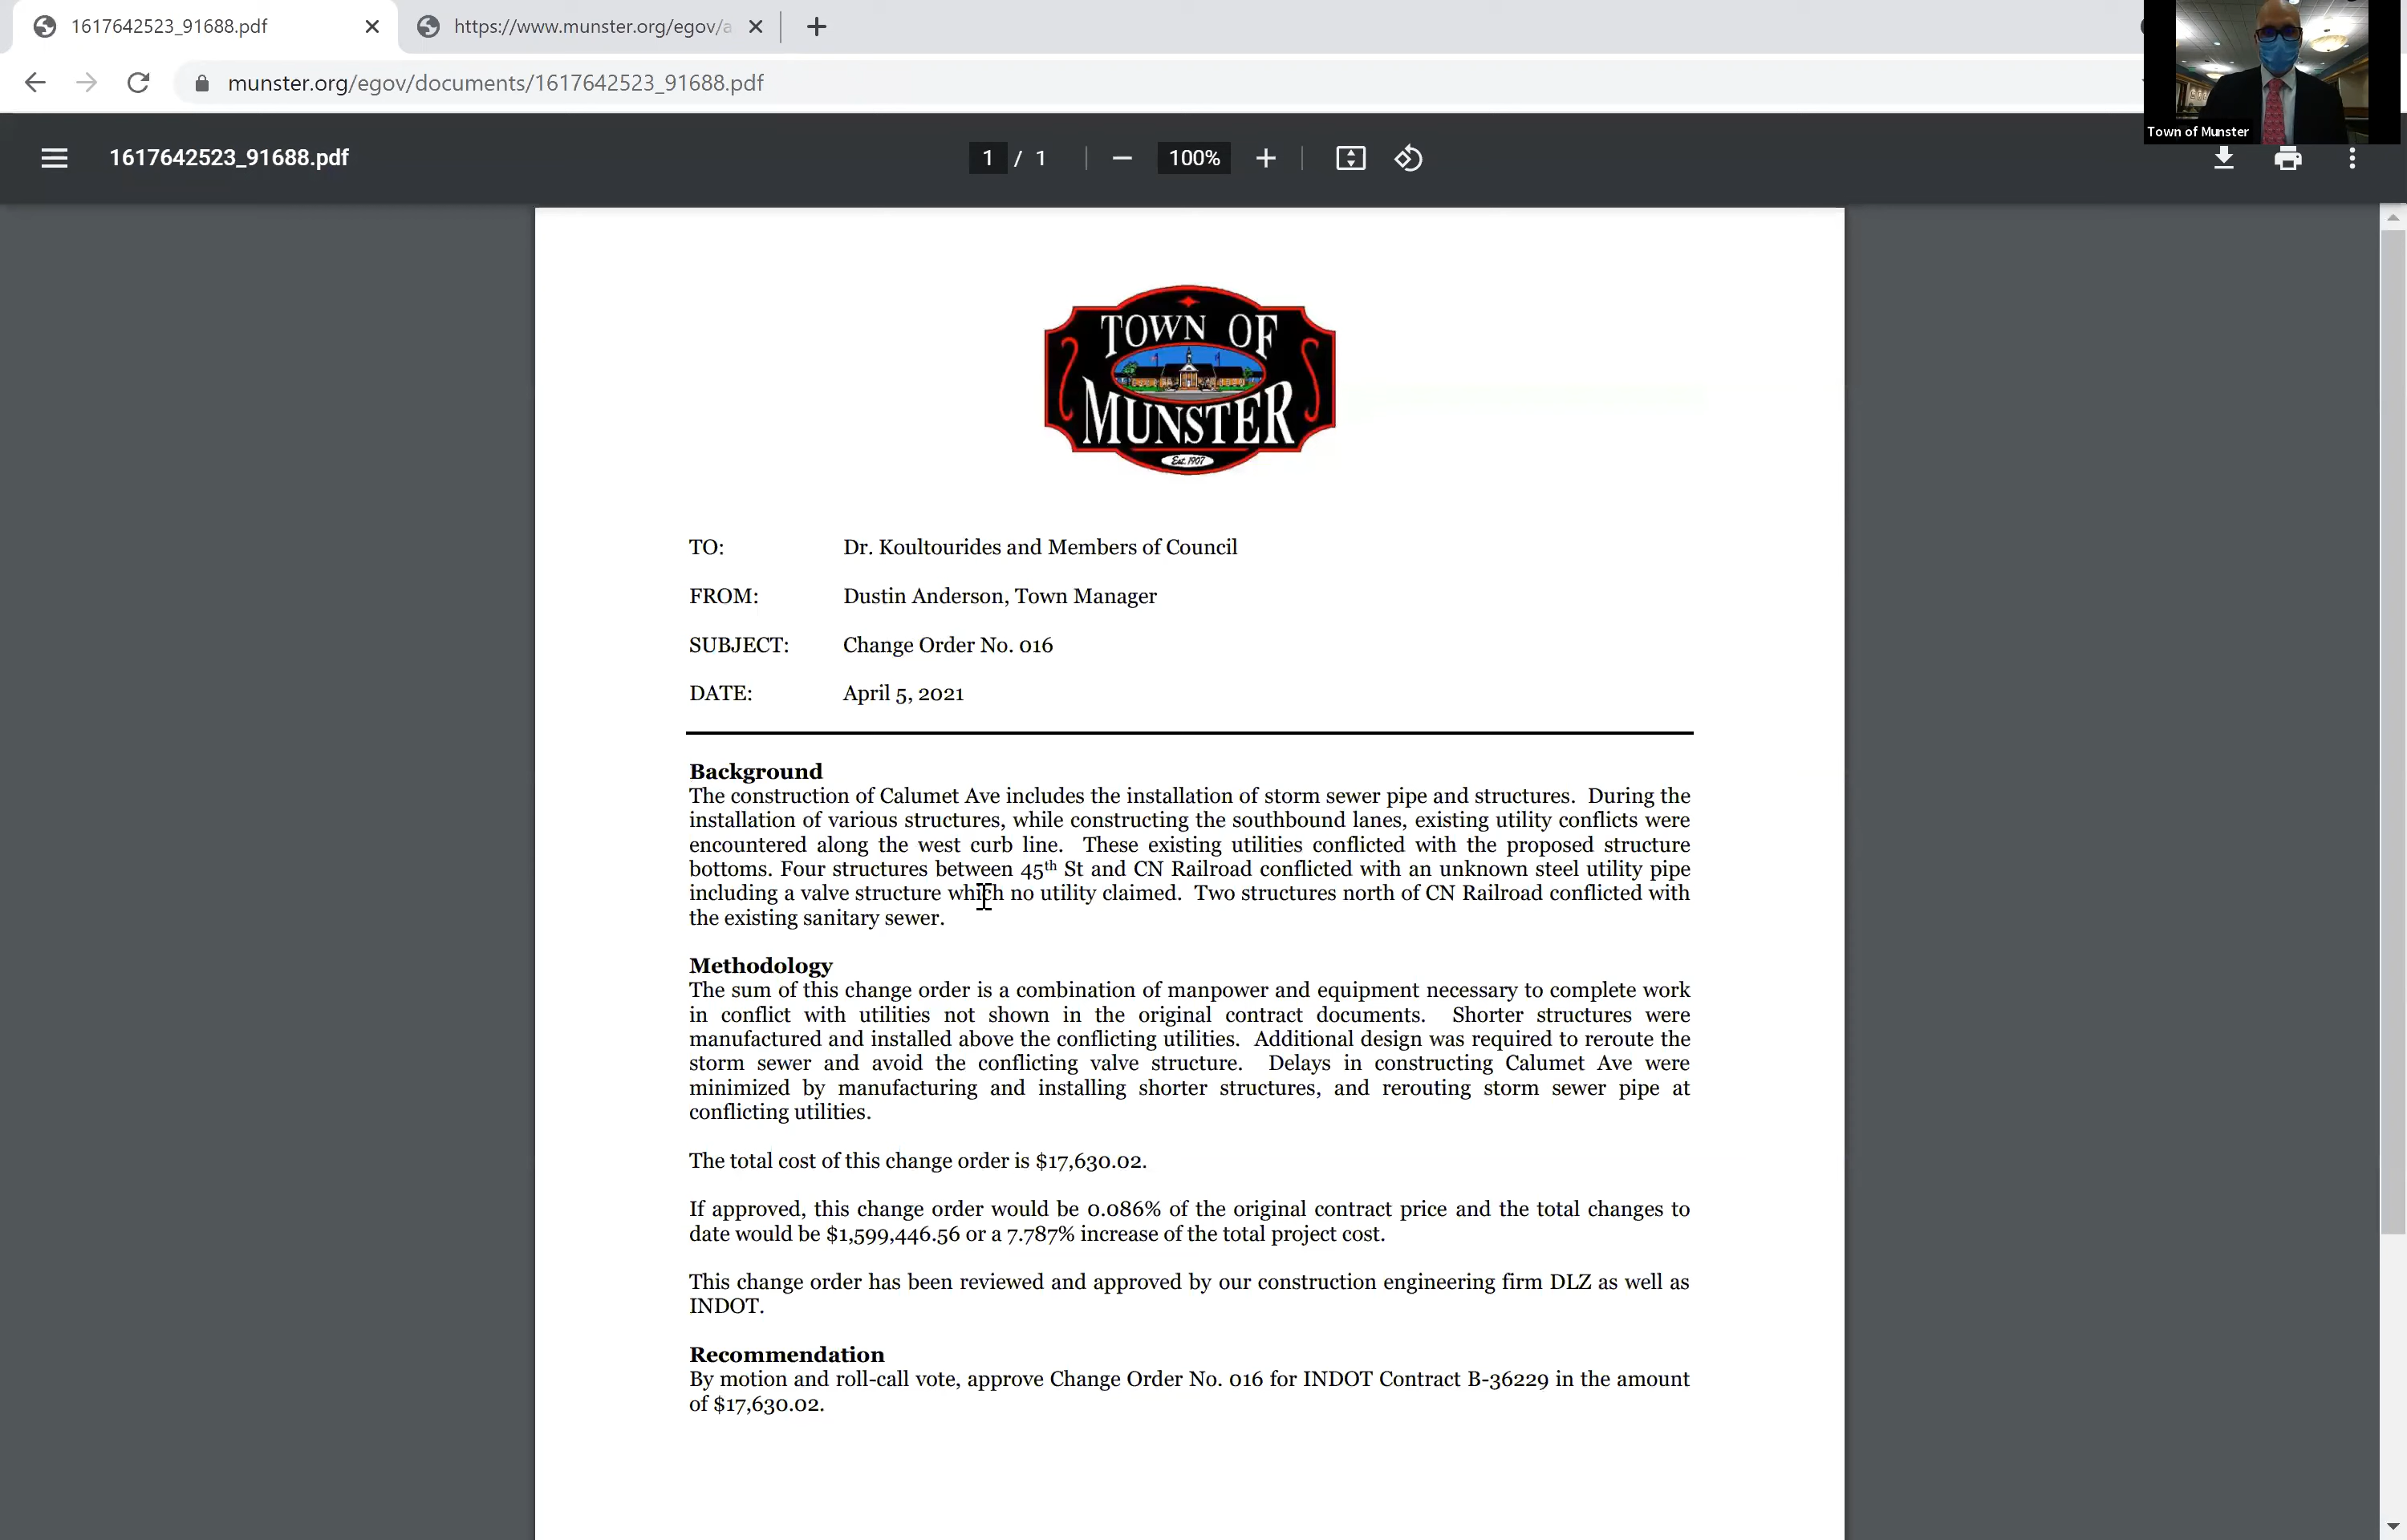 1617642523_91688.pdf
https://www.munster.org/egov/a
munster.org/egov/documents/1617642523_91688.pdf
Town of Munster
1617642523_91688.pdf
1 / 1
100%
TOWN OF
MUNSTER
Est. 1907
TO: Dr. Koultourides and Members of Council
FROM: Dustin Anderson, Town Manager
SUBJECT: Change Order No. 016
DATE: April 5, 2021
Background
The construction of Calumet Ave includes the installation of storm sewer pipe and structures. During the
installation of various structures, while constructing the southbound lanes, existing utility conflicts were
encountered along the west curb line. These existing utilities conflicted with the proposed structure
bottoms. Four structures between 45th St and CN Railroad conflicted with an unknown steel utility pipe
including a valve structure which no utility claimed. Two structures north of CN Railroad conflicted with
the existing sanitary sewer.
Methodology
The sum of this change order is a combination of manpower and equipment necessary to complete work
in conflict with utilities not shown in the original contract documents. Shorter structures were
manufactured and installed above the conflicting utilities. Additional design was required to reroute the
storm sewer and avoid the conflicting valve structure. Delays in constructing Calumet Ave were
minimized by manufacturing and installing shorter structures, and rerouting storm sewer pipe at
conflicting utilities.
The total cost of this change order is $17,630.02.
If approved, this change order would be 0.086% of the original contract price and the total changes to
date would be $1,599,446.56 or a 7.787% increase of the total project cost.
This change order has been reviewed and approved by our construction engineering firm DLZ as well as
INDOT.
Recommendation
By motion and roll-call vote, approve Change Order No. 016 for INDOT Contract B-36229 in the amount
of $17,630.02.